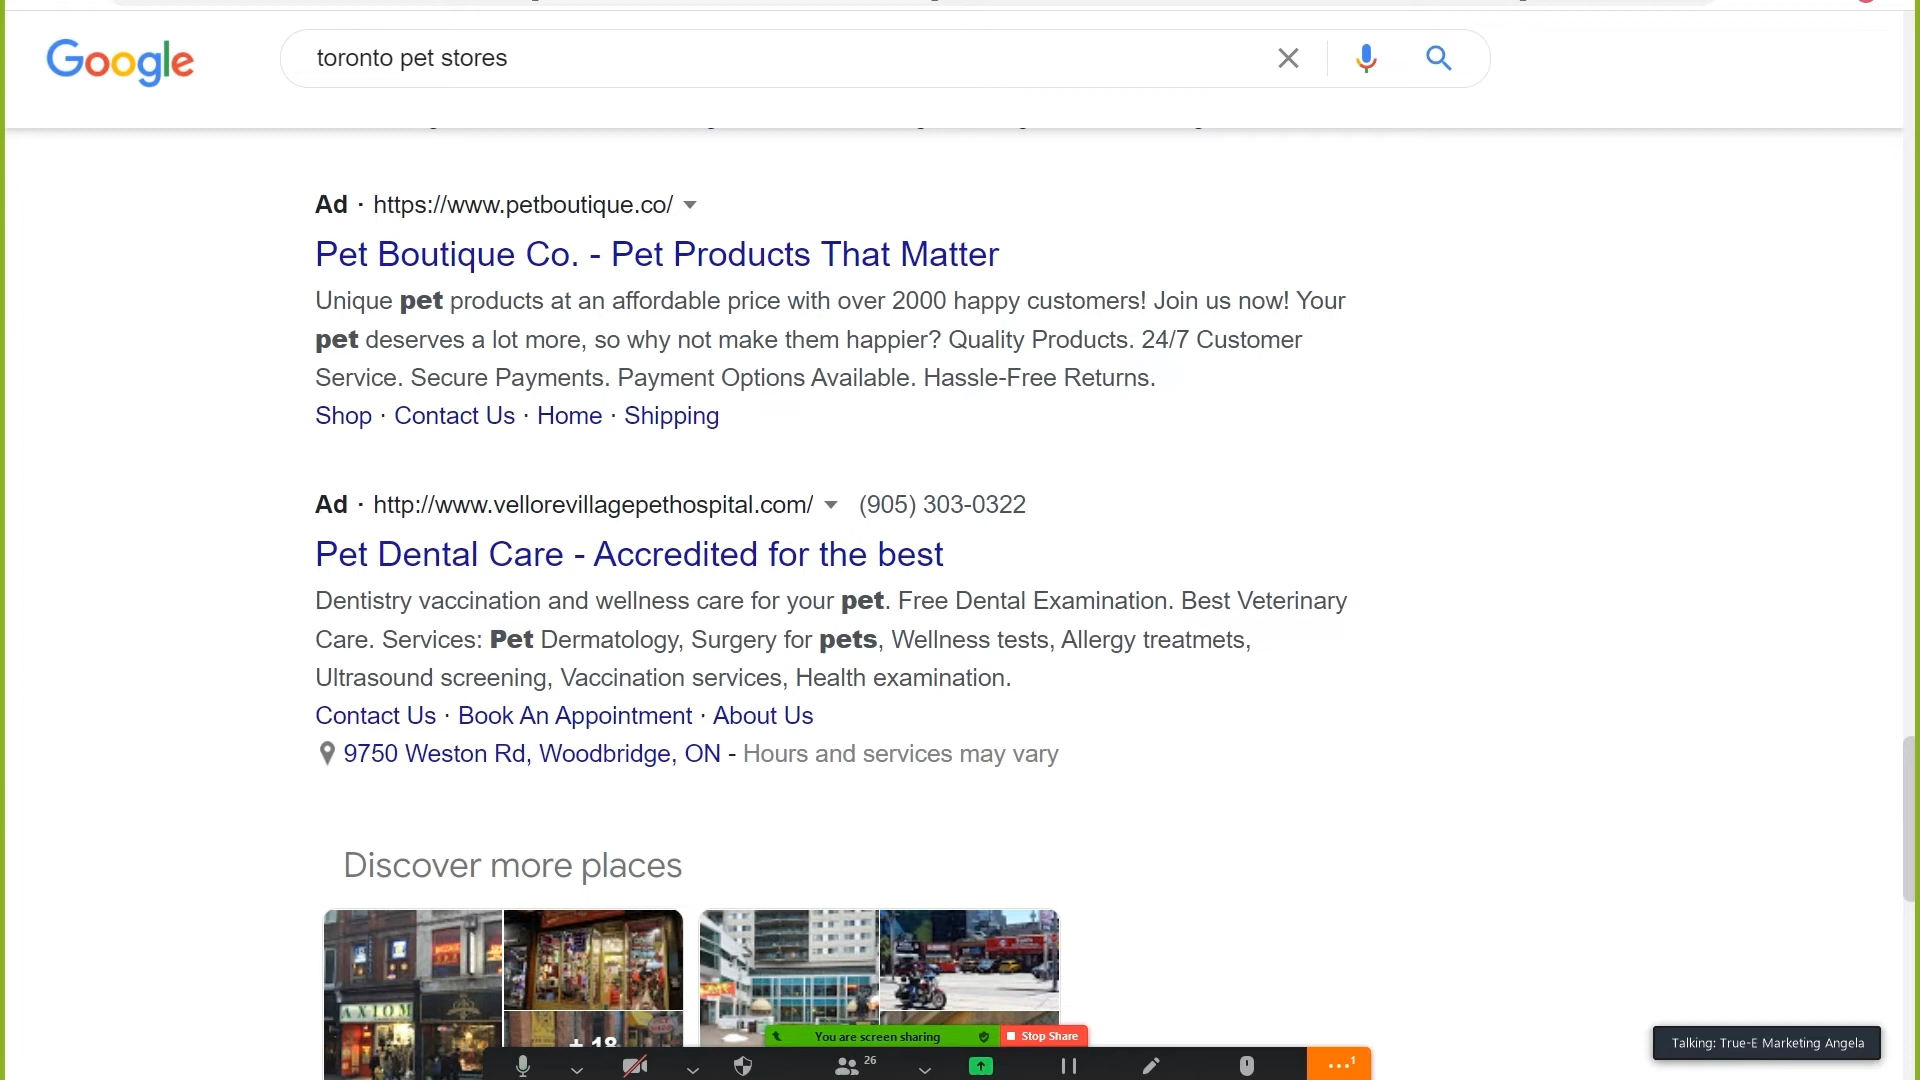 Google
toronto pet stores
Ad · https://www.petboutique.co/
Pet Boutique Co. - Pet Products That Matter
Unique pet products at an affordable price with over 2000 happy customers! Join us now! Your
pet deserves a lot more, so why not make them happier? Quality Products. 24/7 Customer
Service. Secure Payments. Payment Options Available. Hassle-Free Returns.
Shop · Contact Us · Home · Shipping
Ad · http://www.vellorevillagepethospital.com/ (905) 303-0322
Pet Dental Care - Accredited for the best
Dentistry vaccination and wellness care for your pet. Free Dental Examination. Best Veterinary
Care. Services: Pet Dermatology, Surgery for pets, Wellness tests, Allergy treatmets,
Ultrasound screening, Vaccination services, Health examination.
Contact Us · Book An Appointment · About Us
9750 Weston Rd, Woodbridge, ON - Hours and services may vary
Discover more places
AXIOM
+ 18
You are screen sharing
Stop Share
Talking: True-E Marketing Angela
26
1